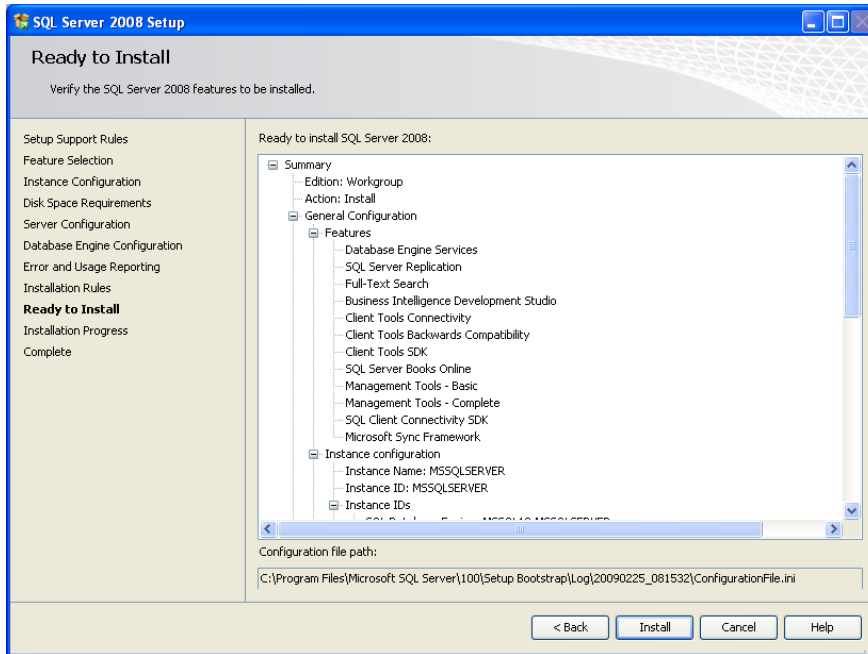 SQL Server 2008 Setup
Ready to Install
Verify the SQL Server 2008 features to be installed.
Setup Support Rules
Feature Selection
Instance Configuration
Disk Space Requirements
Server Configuration
Database Engine Configuration
Error and Usage Reporting
Installation Rules
Ready to Install
Installation Progress
Complete
Ready to install SQL Server 2008:
Summary
Edition: Workgroup
Action: Install
General Configuration
Features
Database Engine Services
SQL Server Replication
Full-Text Search
Business Intelligence Development Studio
Client Tools Connectivity
Client Tools Backwards Compatibility
Client Tools SDK
SQL Server Books Online
Management Tools - Basic
Management Tools - Complete
SQL Client Connectivity SDK
Microsoft Sync Framework
Instance configuration
Instance Name: MSSQLSERVER
Instance ID: MSSQLSERVER
Instance IDs
Configuration file path:
C:\Program Files\Microsoft SQL Server\100\Setup Bootstrap\Log\20090225_081532\ConfigurationFile.ini
< Back
Install
Cancel
Help